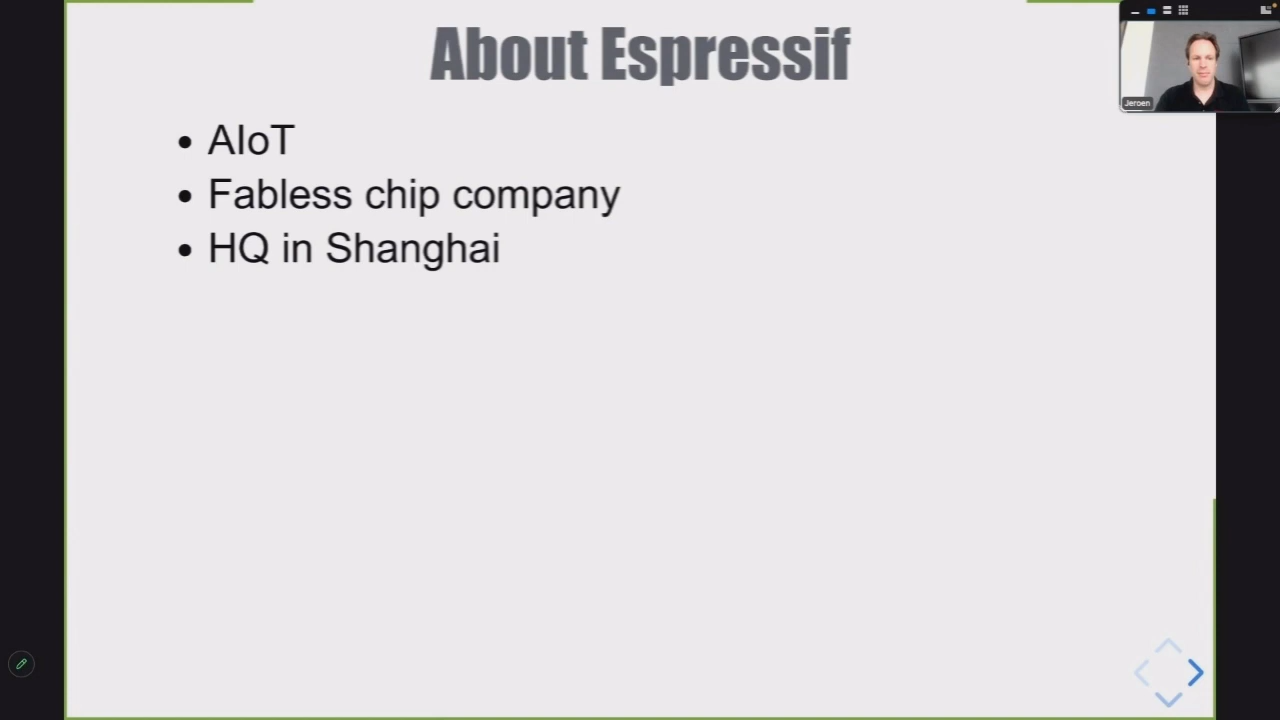 About Espressif
Jeroen
AIoT
Fabless chip company
HQ in Shanghai